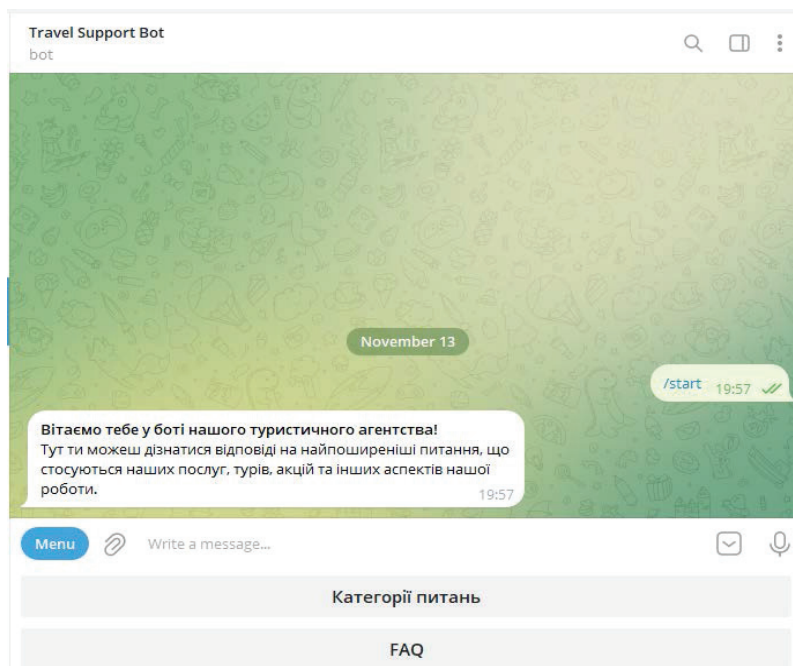 Travel Support Bot
bot
November 13
/start 19:57
Вітаємо тебе у боті нашого туристичного агентства!
Тут ти можеш дізнатися відповіді на найпоширеніші питання, що
стосуються наших послуг, турів, акцій та інших аспектів нашої
роботи.
19:57
Menu
Write a message...
Категорії питань
FAQ